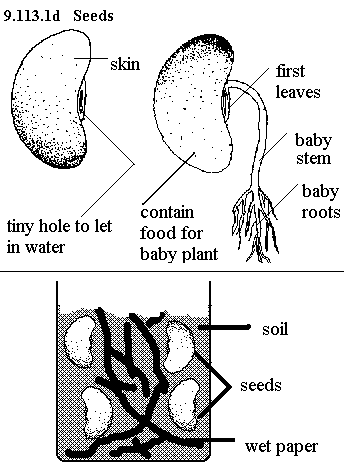 9.113.1d Seeds
skin
first
leaves
baby
stem
baby
roots
tiny hole to let
in water
contain
food for
baby plant
soil
seeds
wet paper